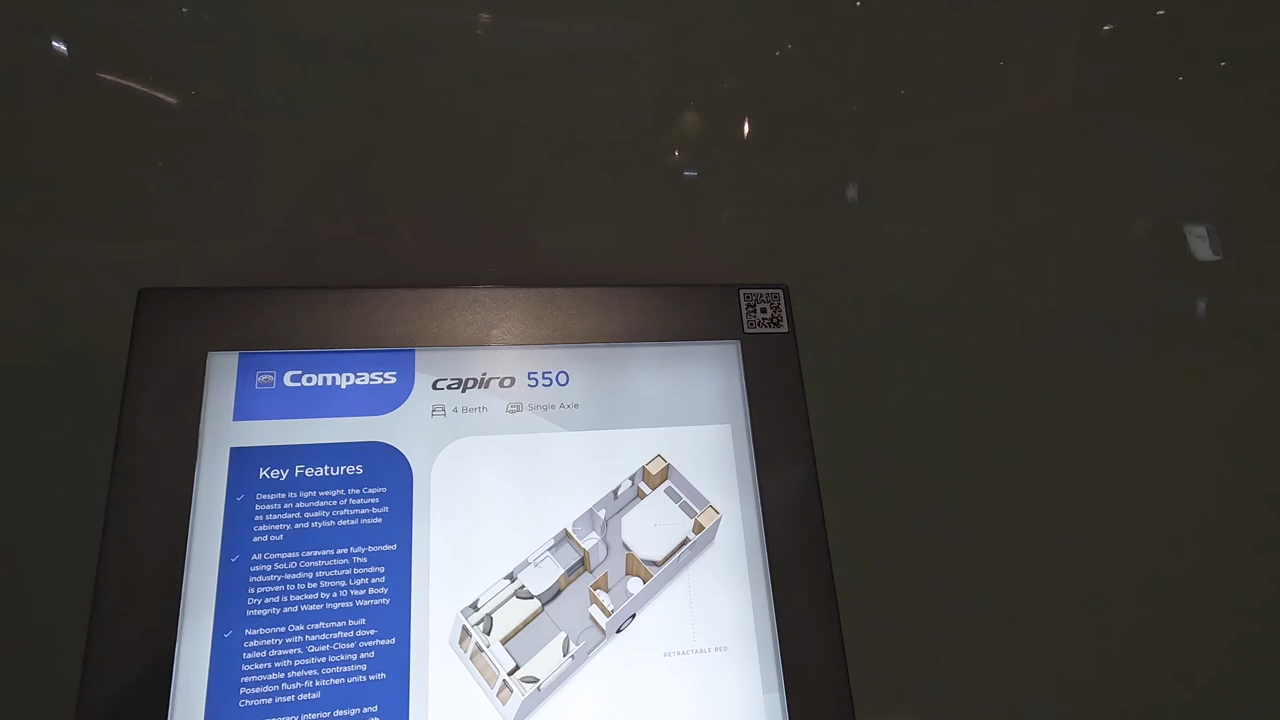 Compass
capiro 550
4 Berth Single Axle
Key Features
Despite its light weight, the Capiro
boasts an abundance of features
as standard, quality craftsman-built
cabinetry, and stylish detail inside
and out
All Compass caravans are fully-bonded
using SoLiD Construction. This
industry-leading structural bonding
is proven to to be Strong, Light and
Dry and is backed by a 10 Year Body
Integrity and Water Ingress Warranty
Narbonne Oak craftsman built
cabinetry with handcrafted dove-
tailed drawers, 'Quiet-Close' overhead
lockers with positive locking and
removable shelves, contrasting
Poseidon flush-fit kitchen units with
Chrome inset detail
interior design and
RETRACTABLE BED